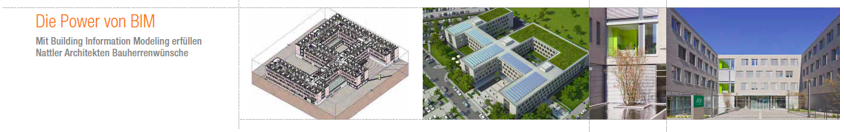 Die Power von BIM
Mit Building Information Modeling erfüllen
Nattler Architekten Bauherrenwünsche